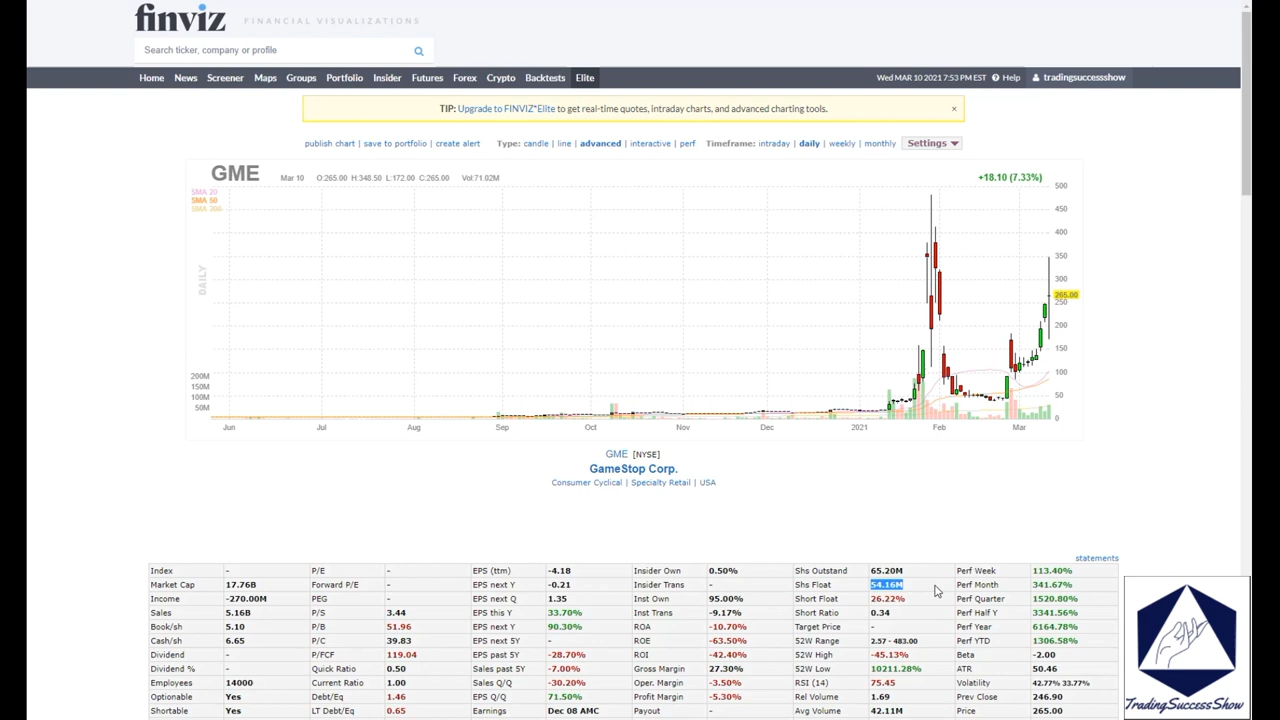 finviz FINANCIAL VISUALIZATIONS
Search ticker, company or profile
Home News Screener Maps Groups Portfolio Insider Futures Forex Crypto Backtests Elite Wed MAR 10 2021 7:53 PM EST Help tradingsuccessshow
TIP: Upgrade to FINVIZ*Elite to get real-time quotes, intraday charts, and advanced charting tools. ×
publish chart | save to portfolio | create alert Type: candle | line | advanced | interactive | perf Timeframe: intraday | daily | weekly | monthly Settings
GME Mar 10 O:265.00 H:348.50 L:172.00 C:265.00 Vol:71.02M +18.10 (7.33%)
500
SMA 20
SMA 50
SMA 200
450
400
350
300
265.00
250
DAILY
200
150
100
50
0
200M
150M
100M
50M
Jun Jul Aug Sep Oct Nov Dec 2021 Feb Mar
GME [NYSE]
GameStop Corp.
Consumer Cyclical | Specialty Retail | USA
statements
Index - P/E - EPS (ttm) -4.18 Insider Own 0.50% Shs Outstand 65.20M Perf Week 113.40%
Market Cap 17.76B Forward P/E - EPS next Y -0.21 Insider Trans - Shs Float 54.16M Perf Month 341.67%
Income -270.00M PEG - EPS next Q 1.35 Inst Own 95.00% Short Float 26.22% Perf Quarter 1520.80%
Sales 5.16B P/S 3.44 EPS this Y 33.70% Inst Trans -9.17% Short Ratio 0.34 Perf Half Y 3341.56%
Book/sh 5.10 P/B 51.96 EPS next Y 90.30% ROA -10.70% Target Price - Perf Year 6164.78%
Cash/sh 6.65 P/C 39.83 EPS next 5Y - ROE -63.50% 52W Range 2.57 - 483.00 Perf YTD 1306.58%
Dividend - P/FCF 119.04 EPS past 5Y -28.70% ROI -42.40% 52W High -45.13% Beta -2.00
Dividend % - Quick Ratio 0.50 Sales past 5Y -7.00% Gross Margin 27.30% 52W Low 10211.28% ATR 50.46
Employees 14000 Current Ratio 1.00 Sales Q/Q -30.20% Oper. Margin -3.50% RSI (14) 75.45 Volatility 42.77% 33.77%
Optionable Yes Debt/Eq 1.46 EPS Q/Q 71.50% Profit Margin -5.30% Rel Volume 1.69 Prev Close 246.90
Shortable Yes LT Debt/Eq 0.65 Earnings Dec 08 AMC Payout - Avg Volume 42.11M Price 265.00
TradingSuccessShow